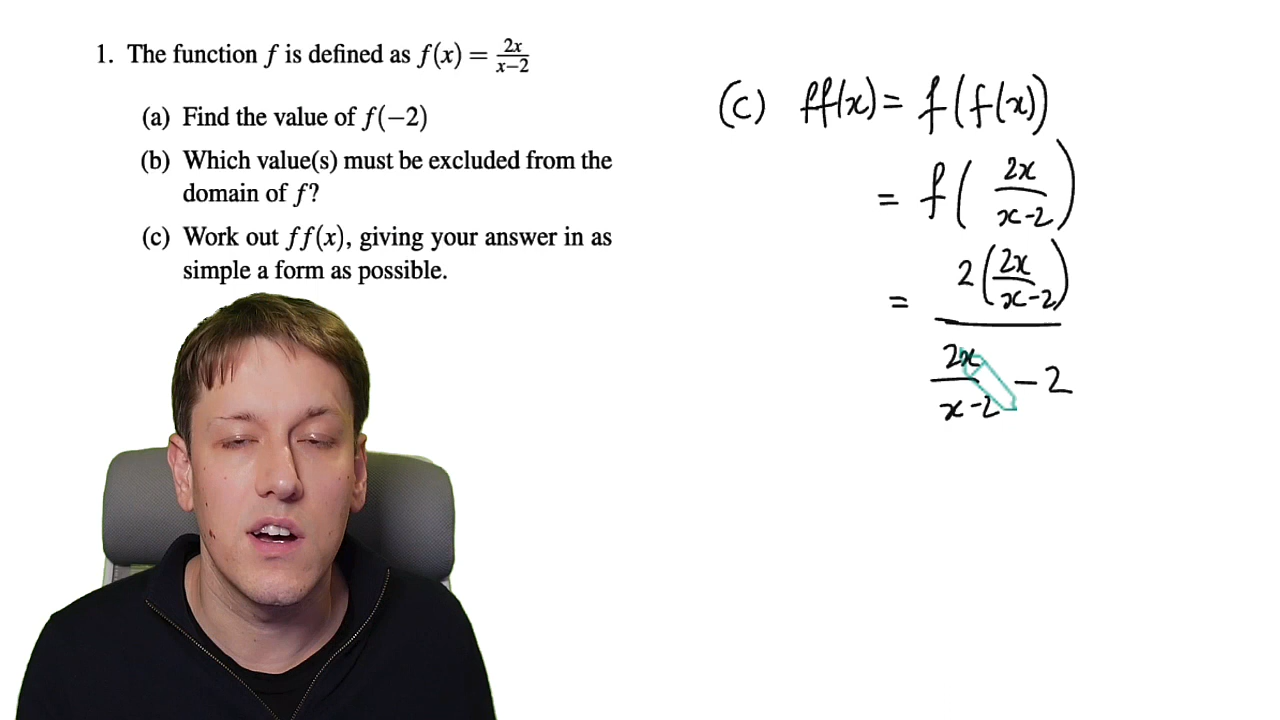 1. The function f is defined as f(x) = 2x/(x−2)
(a) Find the value of f(−2)
(b) Which value(s) must be excluded from the
domain of f?
(c) Work out ff(x), giving your answer in as
simple a form as possible.
(c) ff(x) = f(f(x))
= f(2x/(x-2))
= 2(2x/(x-2)) / (2x/(x-2) - 2)